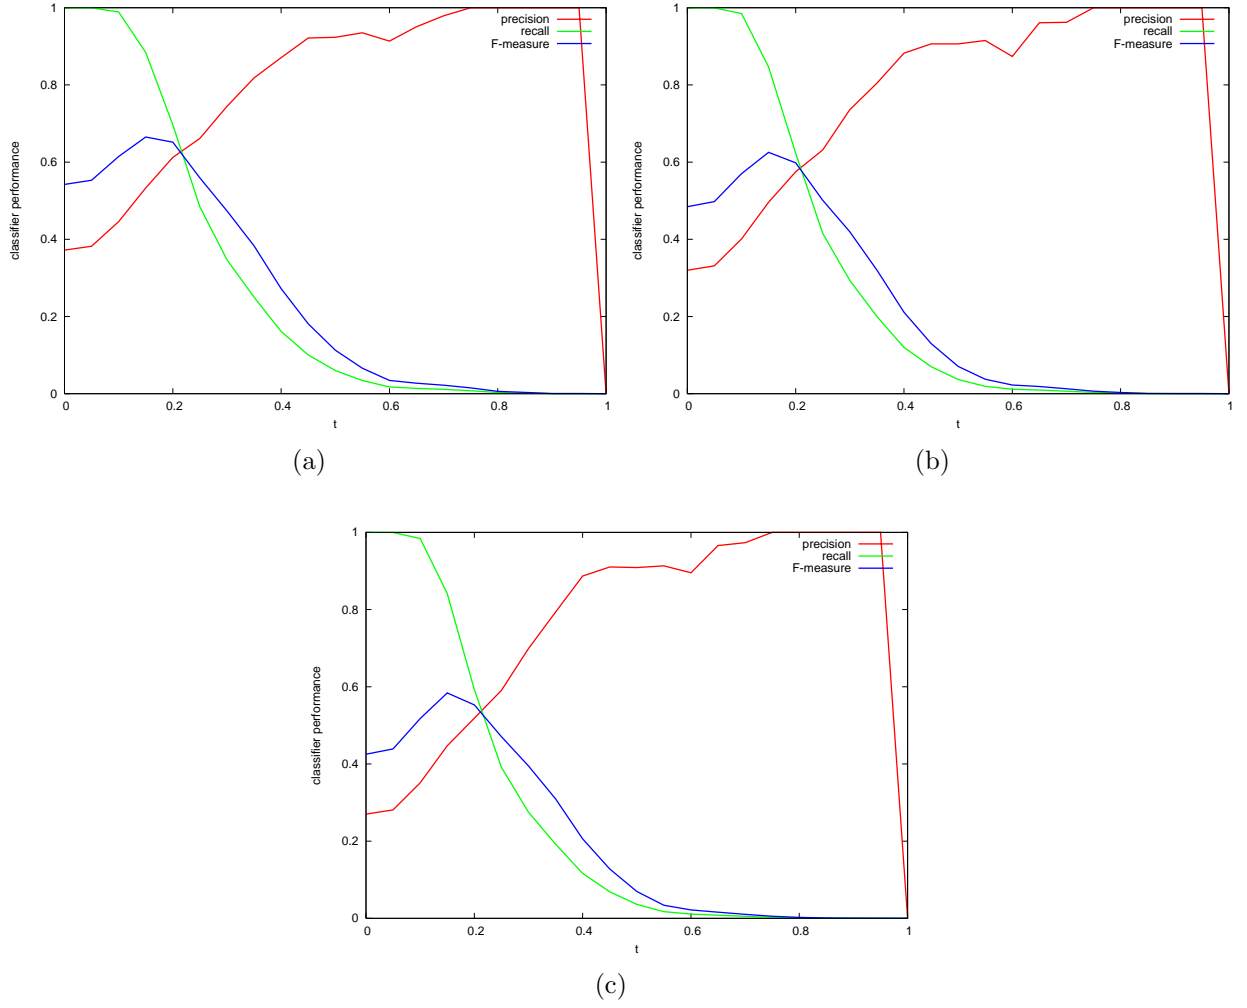 1
0.8
0.6
0.4
0.2
0
0 0.2 0.4 0.6 0.8 1
classifier performance
t
precision
recall
F-measure
(a)
1
0.8
0.6
0.4
0.2
0
0 0.2 0.4 0.6 0.8 1
classifier performance
t
precision
recall
F-measure
(b)
1
0.8
0.6
0.4
0.2
0
0 0.2 0.4 0.6 0.8 1
classifier performance
t
precision
recall
F-measure
(c)